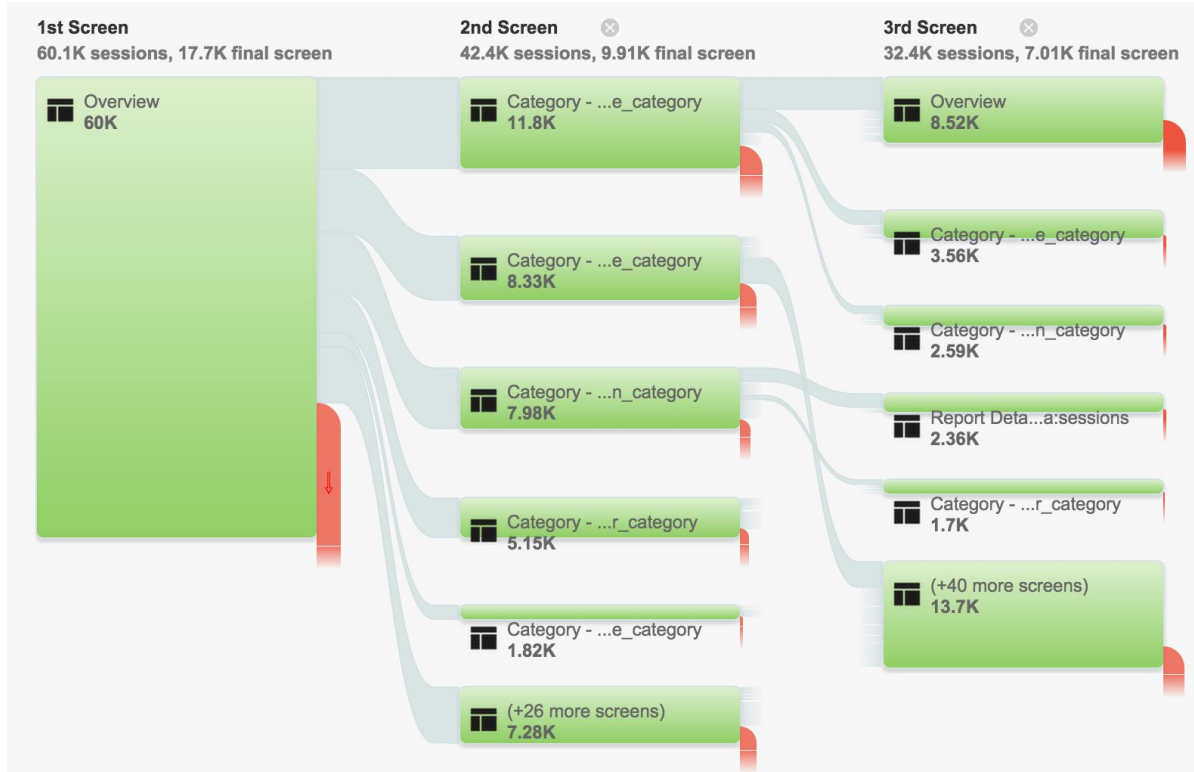 1st Screen
60.1K sessions, 17.7K final screen
Overview
60K
2nd Screen
42.4K sessions, 9.91K final screen
Category - ...e_category
11.8K
Category - ...e_category
8.33K
Category - ...n_category
7.98K
Category - ...r_category
5.15K
Category - ...e_category
1.82K
(+26 more screens)
7.28K
3rd Screen
32.4K sessions, 7.01K final screen
Overview
8.52K
Category - ...e_category
3.56K
Category - ...n_category
2.59K
Report Deta...a:sessions
2.36K
Category - ...r_category
1.7K
(+40 more screens)
13.7K